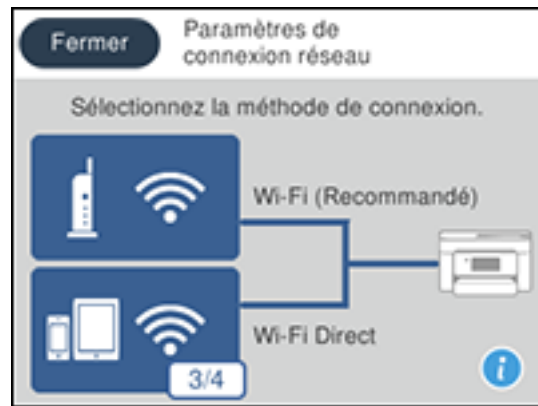 Fermer
Paramètres de
connexion réseau
Sélectionnez la méthode de connexion.
Wi-Fi (Recommandé)
Wi-Fi Direct
3/4
i